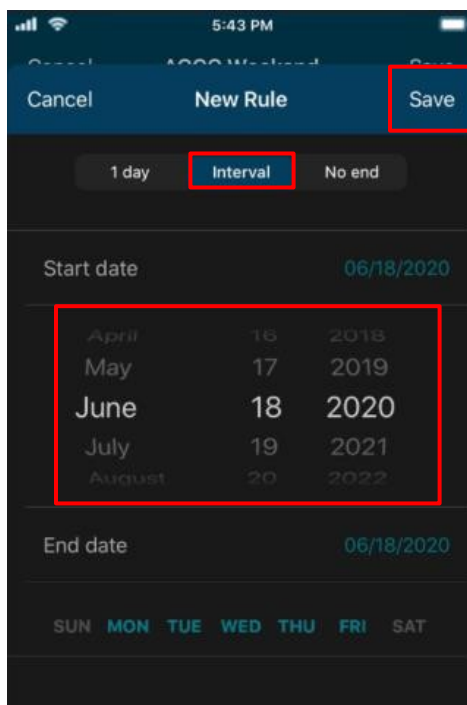 5:43 PM
Cancel New Rule Save
1 day Interval No end
Start date 06/18/2020
April 16 2018
May 17 2019
June 18 2020
July 19 2021
August 20 2022
End date 06/18/2020
SUN MON TUE WED THU FRI SAT